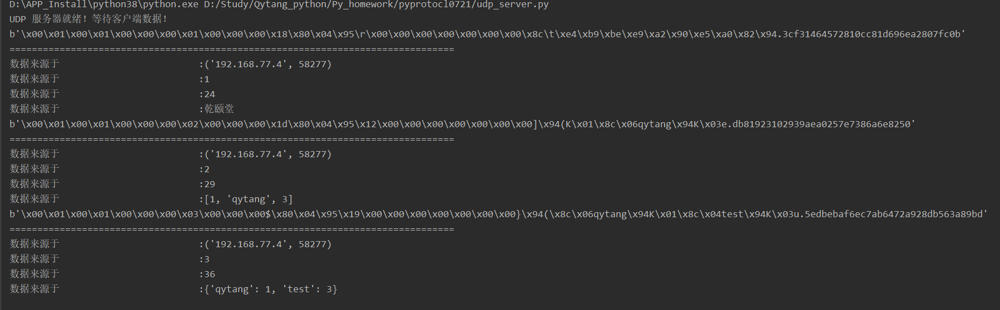 D:\APP_Install\python38\python.exe D:/Study/Qytang_python/Py_homework/pyprotocl0721/udp_server.py
UDP 服务器就绪！等待客户端数据！
b'\x00\x01\x00\x01\x00\x00\x00\x01\x00\x00\x00\x18\x80\x04\x95\r\x00\x00\x00\x00\x00\x00\x00\x8c\t\xe4\xb9\xbe\xe9\xa2\x90\xe5\xa0\x82\x94.3cf31464572810cc81d696ea2807fc0b'
================================================================================
数据来源于 :('192.168.77.4', 58277)
数据来源于 :1
数据来源于 :24
数据来源于 :乾颐堂
b'\x00\x01\x00\x01\x00\x00\x00\x02\x00\x00\x00\x1d\x80\x04\x95\x12\x00\x00\x00\x00\x00\x00\x00]\x94(K\x01\x8c\x06qytang\x94K\x03e.db81923102939aea0257e7386a6e8250'
================================================================================
数据来源于 :('192.168.77.4', 58277)
数据来源于 :2
数据来源于 :29
数据来源于 :[1, 'qytang', 3]
b'\x00\x01\x00\x01\x00\x00\x00\x03\x00\x00\x00$\x80\x04\x95\x19\x00\x00\x00\x00\x00\x00\x00}\x94(\x8c\x06qytang\x94K\x01\x8c\x04test\x94K\x03u.5edbebaf6ec7ab6472a928db563a89bd'
================================================================================
数据来源于 :('192.168.77.4', 58277)
数据来源于 :3
数据来源于 :36
数据来源于 :{'qytang': 1, 'test': 3}